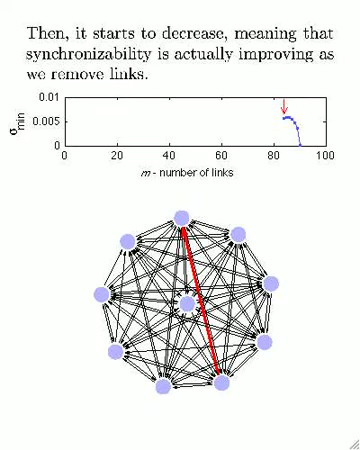 Then, it starts to decrease, meaning that
synchronizability is actually improving as
we remove links.
0.01
0.005
0
σmin
0 20 40 60 80 100
m - number of links